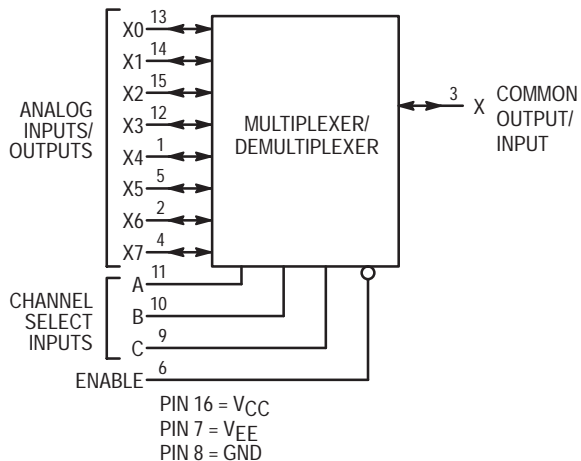 X0 13
X1 14
X2 15
X3 12
X4 1
X5 5
X6 2
X7 4
ANALOG
INPUTS/
OUTPUTS
MULTIPLEXER/
DEMULTIPLEXER
3 X COMMON
OUTPUT/
INPUT
A 11
B 10
C 9
CHANNEL
SELECT
INPUTS
ENABLE 6
PIN 16 = VCC
PIN 7 = VEE
PIN 8 = GND